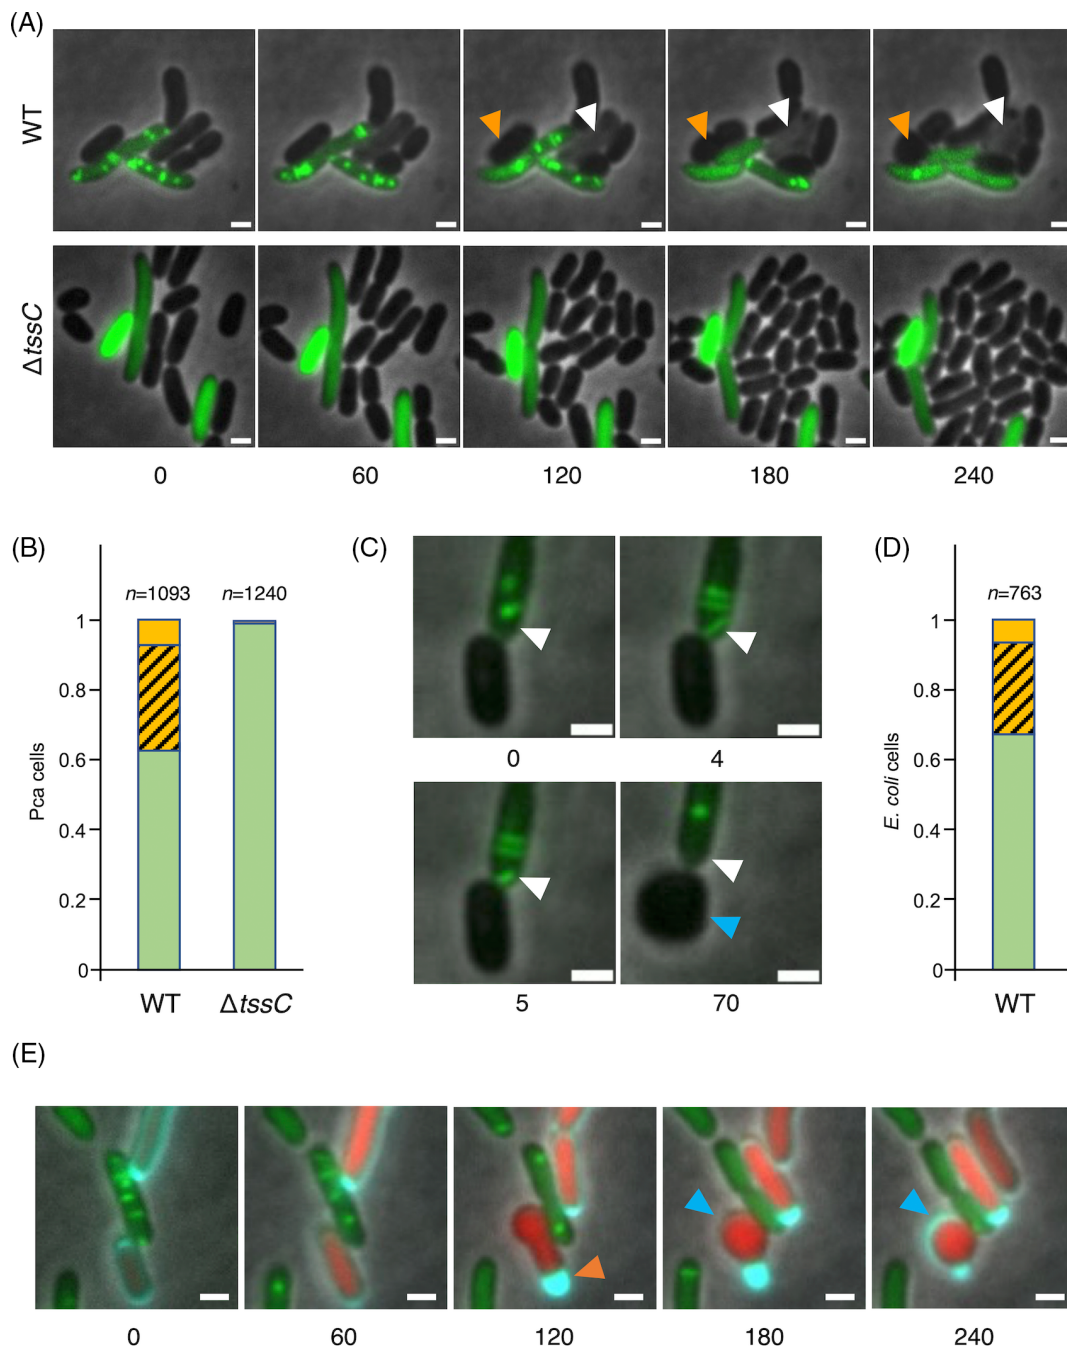 (A)
WT
ΔtssC
0 60 120 180 240
(B)
n=1093 n=1240
1
0.8
0.6
0.4
0.2
0
Pca cells
WT ΔtssC
(C)
0 4
5 70
(D)
n=763
1
0.8
0.6
0.4
0.2
0
E. coli cells
WT
(E)
0 60 120 180 240